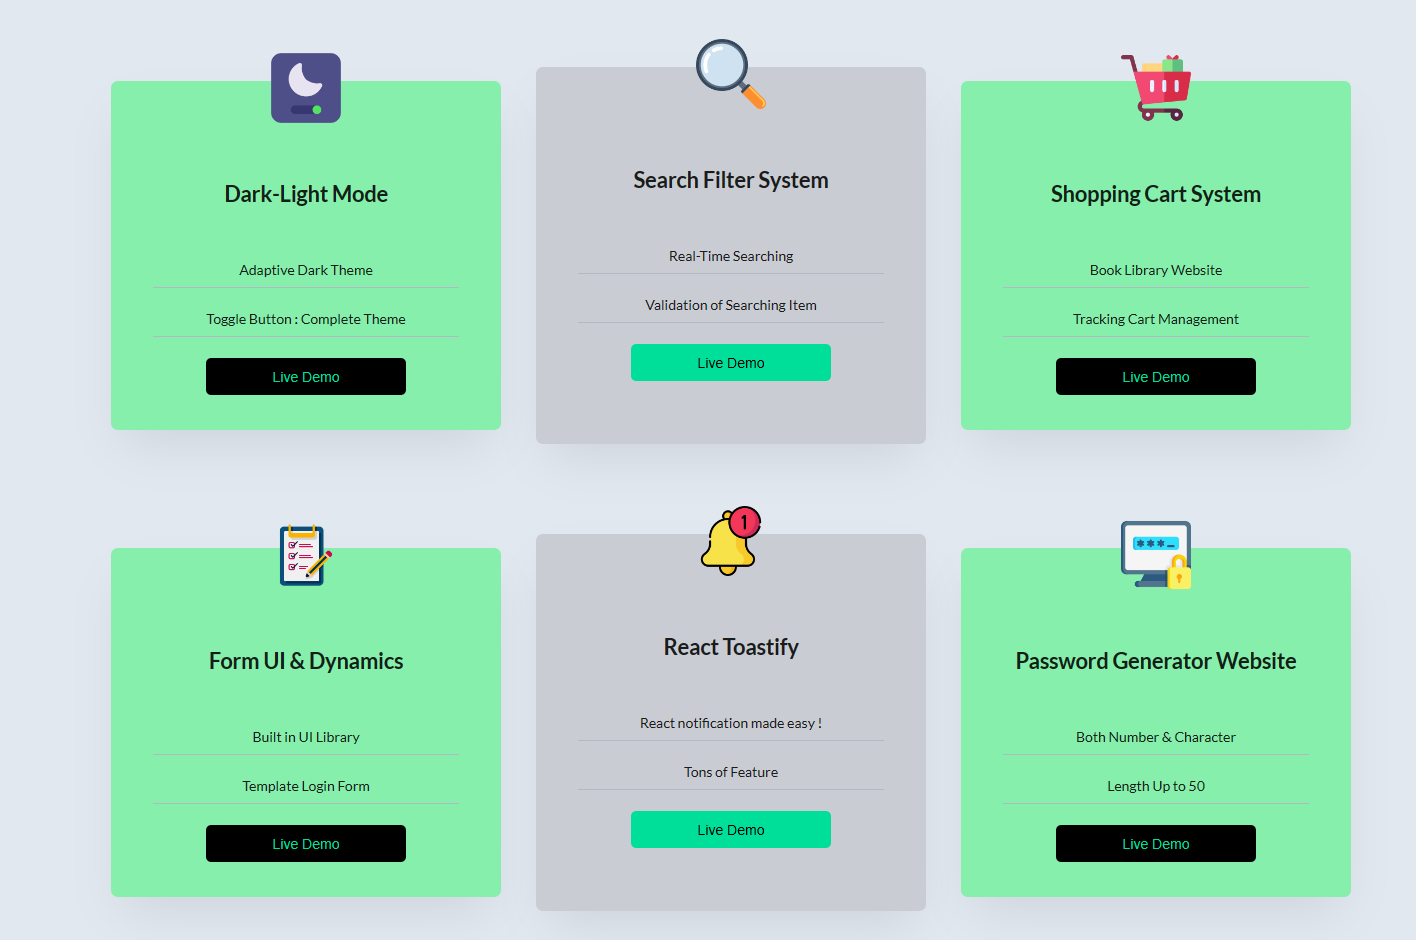 Dark-Light Mode
Adaptive Dark Theme
Toggle Button : Complete Theme
Live Demo
Search Filter System
Real-Time Searching
Validation of Searching Item
Live Demo
Shopping Cart System
Book Library Website
Tracking Cart Management
Live Demo
Form UI & Dynamics
Built in UI Library
Template Login Form
Live Demo
1
React Toastify
React notification made easy !
Tons of Feature
Live Demo
***_
Password Generator Website
Both Number & Character
Length Up to 50
Live Demo